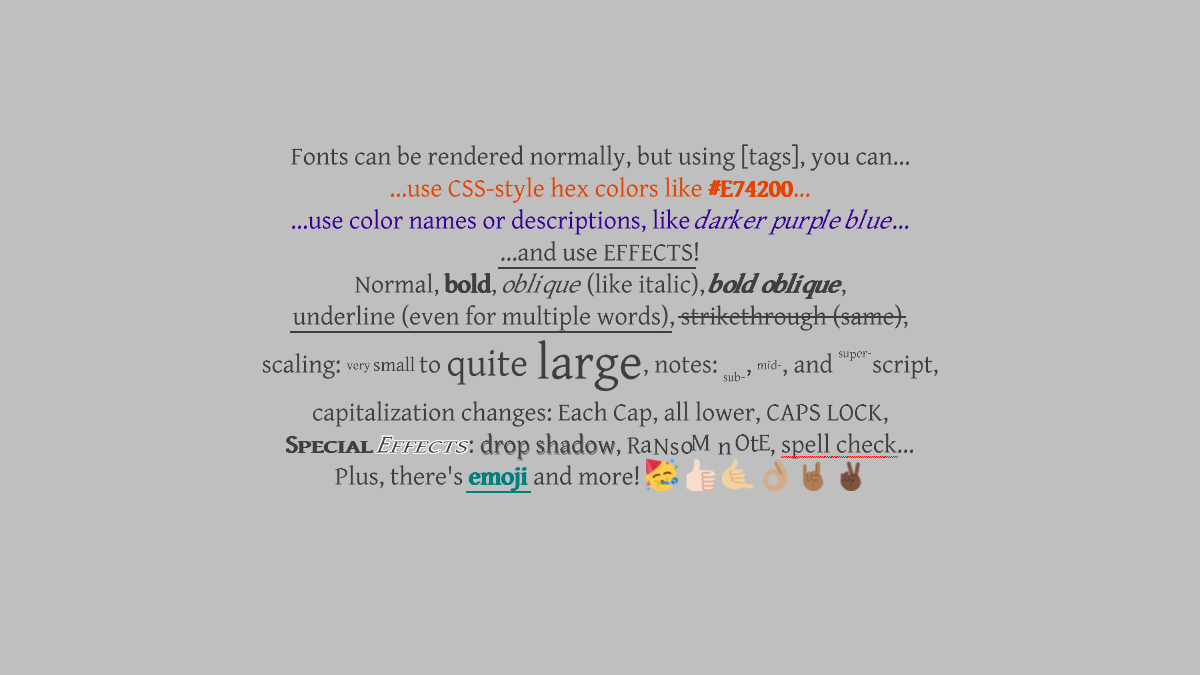 Fonts can be rendered normally, but using [tags], you can...
...use CSS-style hex colors like #E74200...
...use color names or descriptions, like darker purple blue...
...and use EFFECTS!
Normal, bold, oblique (like italic), bold oblique,
underline (even for multiple words), strikethrough (same),
scaling: very small to quite large, notes: sub-, mid-, and super-script,
capitalization changes: Each Cap, all lower, CAPS LOCK,
SPECIAL EFFECTS: drop shadow, RaNsoM nOtE, spell check...
Plus, there's emoji and more! 🥳👍🏻🤙🏼👌🏽🤘🏾✌🏿